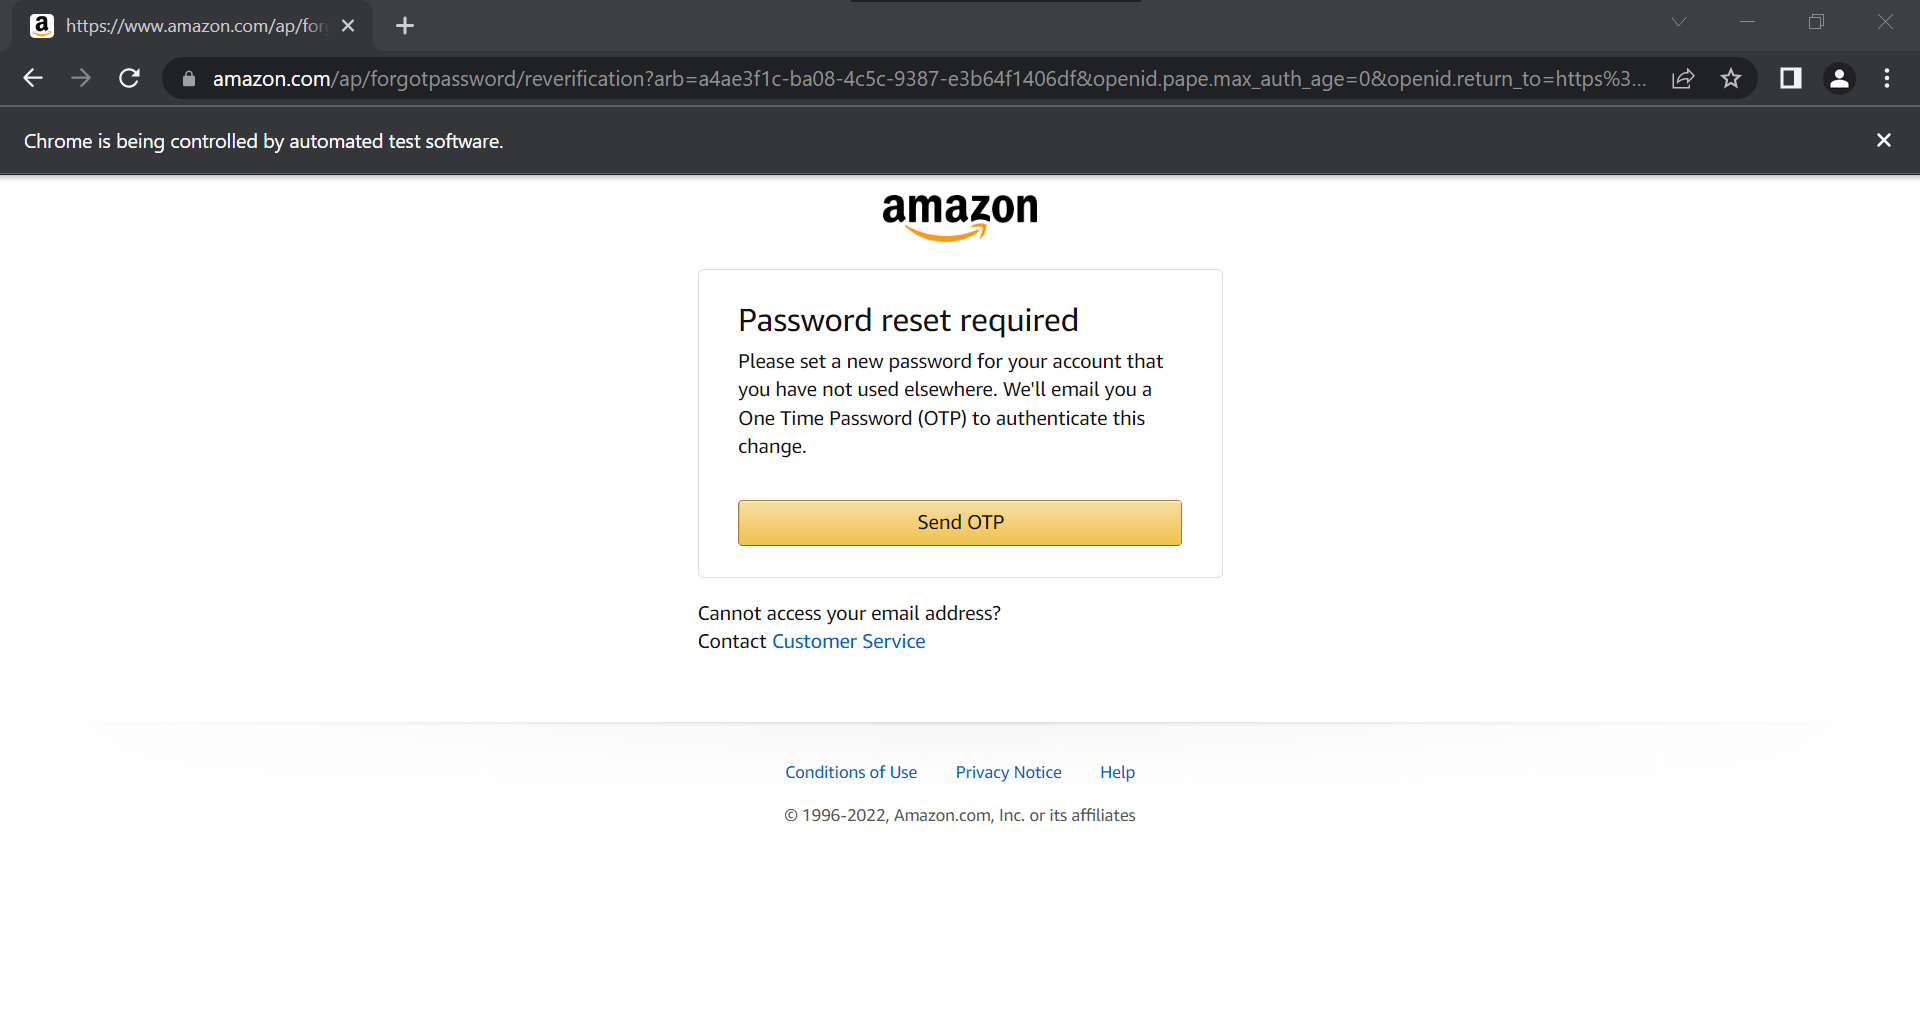 https://www.amazon.com/ap/for
amazon.com/ap/forgotpassword/reverification?arb=a4ae3f1c-ba08-4c5c-9387-e3b64f1406df&openid.pape.max_auth_age=0&openid.return_to=https%3...
Chrome is being controlled by automated test software.
amazon
Password reset required
Please set a new password for your account that
you have not used elsewhere. We'll email you a
One Time Password (OTP) to authenticate this
change.
Send OTP
Cannot access your email address?
Contact Customer Service
Conditions of Use Privacy Notice Help
© 1996-2022, Amazon.com, Inc. or its affiliates